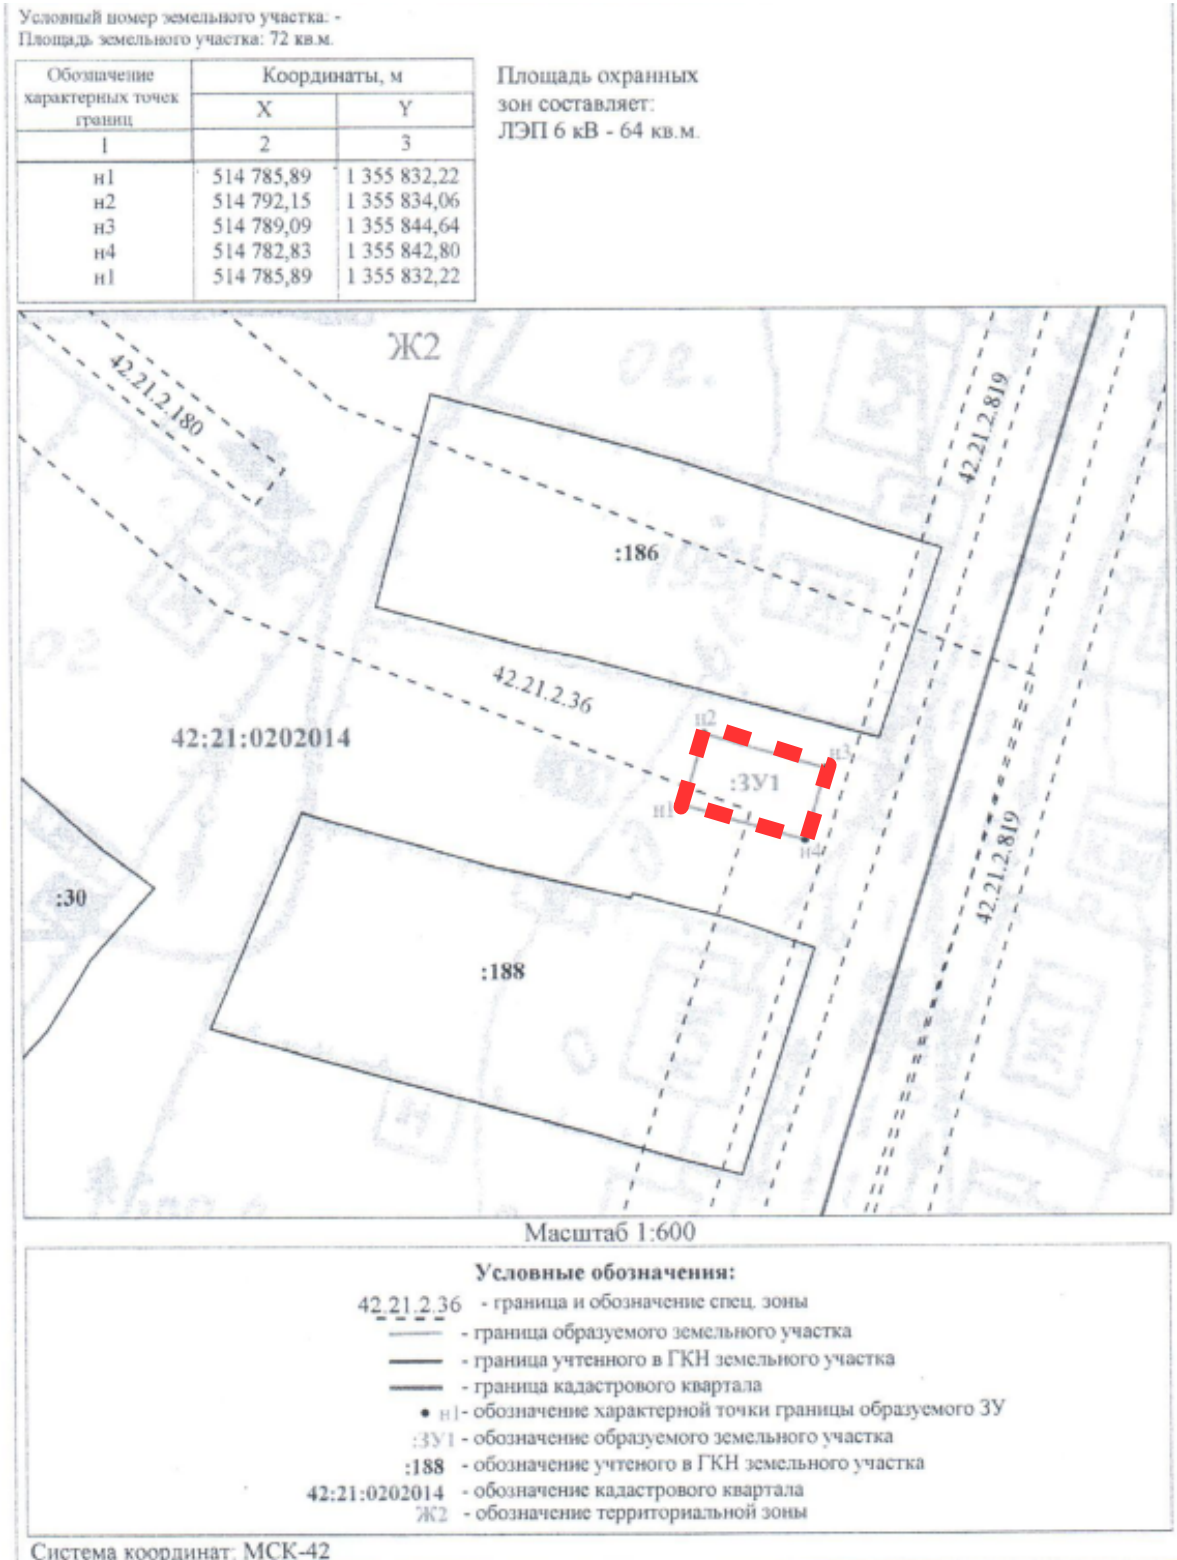 Условный номер земельного участка: -
Площадь земельного участка: 72 кв.м.
Обозначение характерных точек границ
Координаты, м
X
Y
1
2
3
н1 514 785,89 1 355 832,22
н2 514 792,15 1 355 834,06
н3 514 789,09 1 355 844,64
н4 514 782,83 1 355 842,80
н1 514 785,89 1 355 832,22
Площадь охранных
зон составляет:
ЛЭП 6 кВ - 64 кв.м.
Ж2
42.21.2.180
42.21.2.819
:186
42.21.2.36
42:21:0202014
н2
н3
:ЗУ1
н1
н4
:30
42.21.2.819
:188
Масштаб 1:600
Условные обозначения:
42.21.2.36 - граница и обозначение спец. зоны
- граница образуемого земельного участка
- граница учтенного в ГКН земельного участка
- граница кадастрового квартала
н1 - обозначение характерной точки границы образуемого ЗУ
:ЗУ1 - обозначение образуемого земельного участка
:188 - обозначение учтеного в ГКН земельного участка
42:21:0202014 - обозначение кадастрового квартала
Ж2 - обозначение территориальной зоны
Система координат: МСК-42